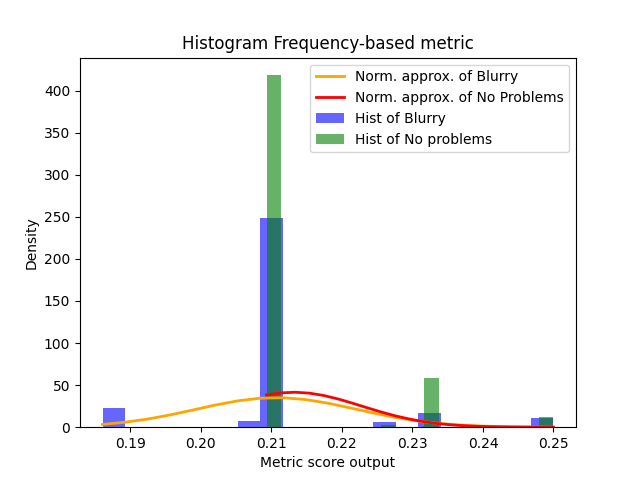 Histogram Frequency-based metric
Norm. approx. of Blurry
Norm. approx. of No Problems
Hist of Blurry
Hist of No problems
Density
400
350
300
250
200
150
100
50
0
0.19 0.20 0.21 0.22 0.23 0.24 0.25
Metric score output